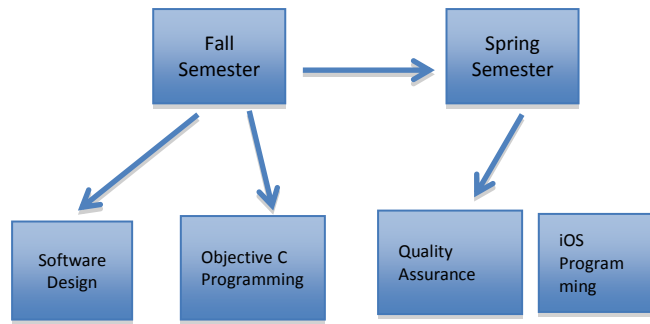 Fall
Semester
Spring
Semester
Software
Design
Objective C
Programming
Quality
Assurance
iOS
Program
ming